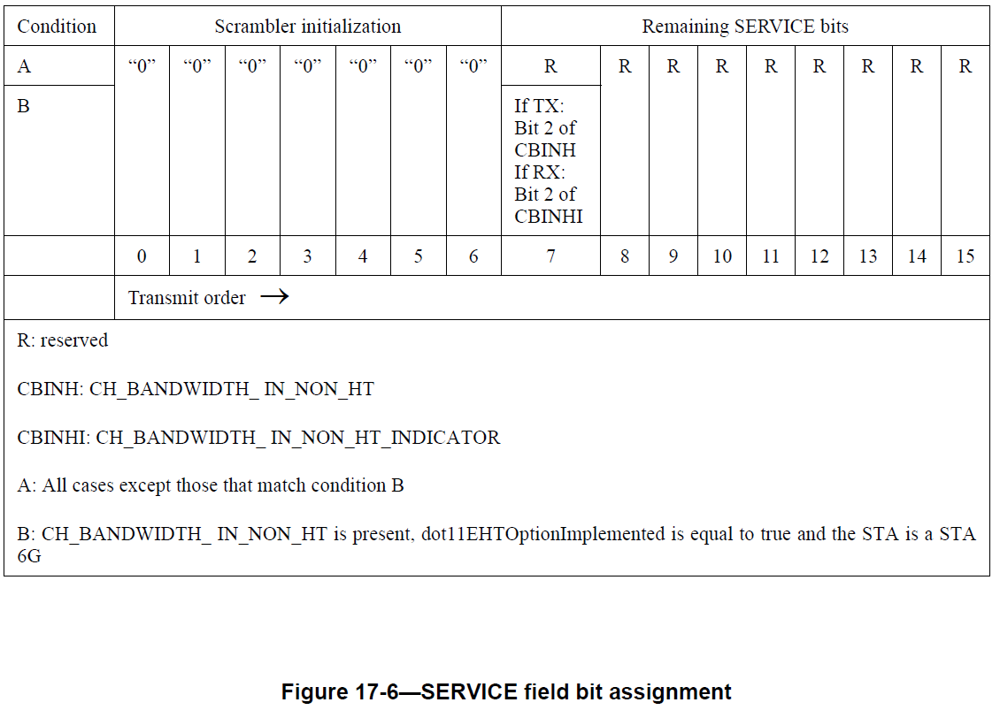 Condition Scrambler initialization Remaining SERVICE bits
A “0” “0” “0” “0” “0” “0” “0” R R R R R R R R R
B If TX:
Bit 2 of
CBINH
If RX:
Bit 2 of
CBINHI
0 1 2 3 4 5 6 7 8 9 10 11 12 13 14 15
Transmit order →
R: reserved
CBINH: CH_BANDWIDTH_ IN_NON_HT
CBINHI: CH_BANDWIDTH_ IN_NON_HT_INDICATOR
A: All cases except those that match condition B
B: CH_BANDWIDTH_ IN_NON_HT is present, dot11EHTOptionImplemented is equal to true and the STA is a STA
6G
Figure 17-6—SERVICE field bit assignment